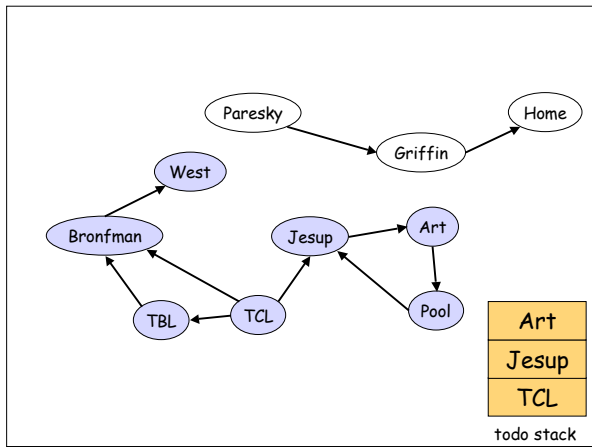 Paresky
Home
Griffin
West
Bronfman
Jesup
Art
TBL
TCL
Pool
Art
Jesup
TCL
todo stack